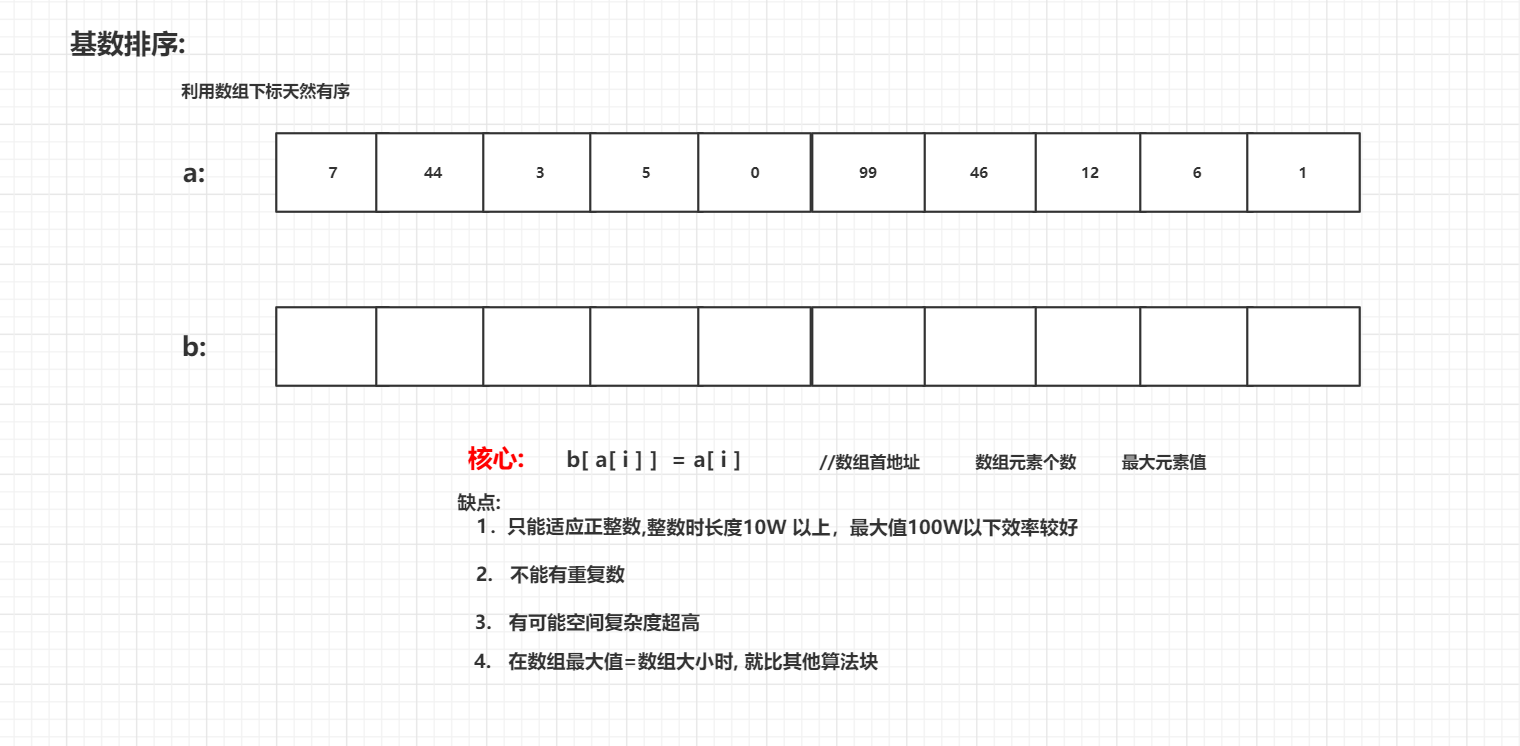 基数排序:
利用数组下标天然有序
a: 7 44 3 5 0 99 46 12 6 1
b:
核心: b[ a[ i ] ] = a[ i ] //数组首地址 数组元素个数 最大元素值
缺点:
1. 只能适应正整数,整数时长度10W 以上，最大值100W以下效率较好
2. 不能有重复数
3. 有可能空间复杂度超高
4. 在数组最大值=数组大小时, 就比其他算法块